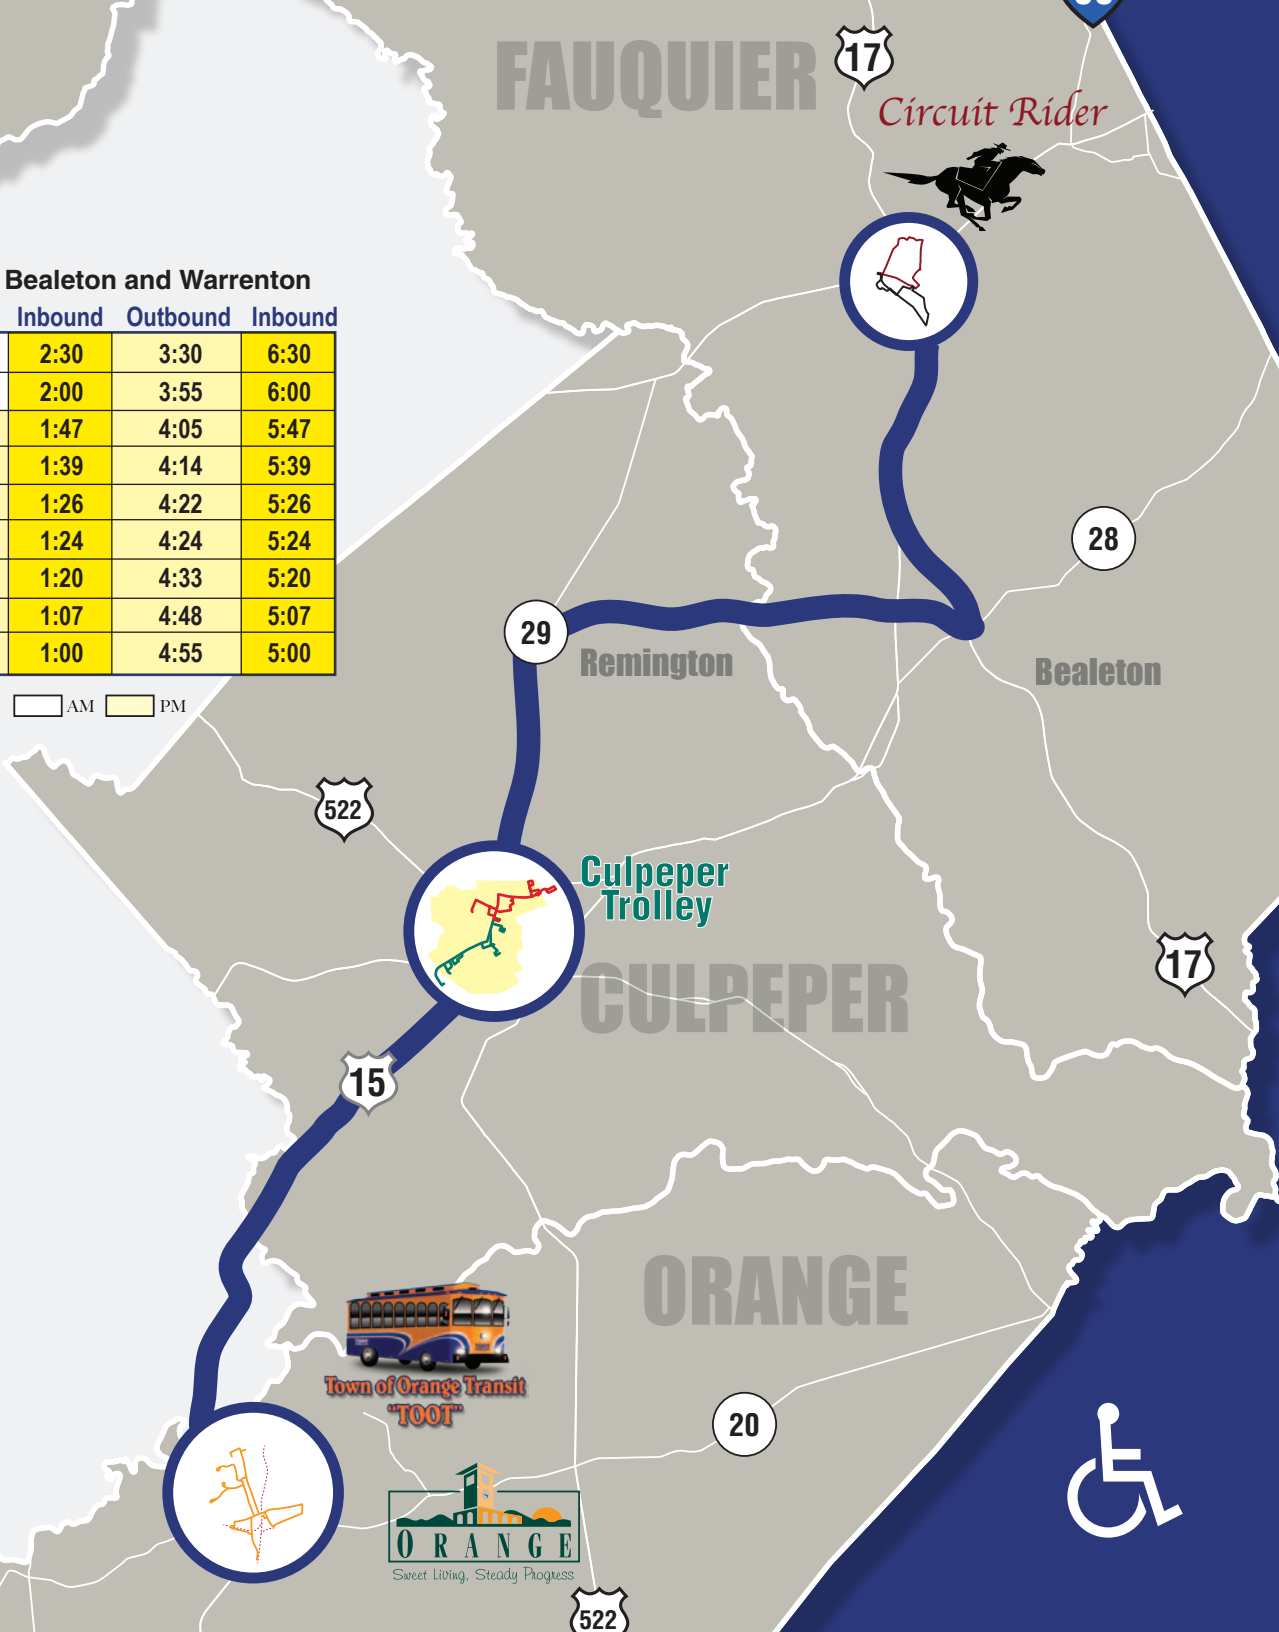 FAUQUIER
17
Circuit Rider
Bealeton and Warrenton
Inbound Outbound Inbound
2:30 3:30 6:30
2:00 3:55 6:00
1:47 4:05 5:47
1:39 4:14 5:39
1:26 4:22 5:26
1:24 4:24 5:24
1:20 4:33 5:20
1:07 4:48 5:07
1:00 4:55 5:00
AM PM
28
29
Remington
Bealeton
522
Culpeper
Trolley
17
CULPEPER
15
ORANGE
Town of Orange Transit
"TOOT"
20
ORANGE
Sweet Living, Steady Progress
522